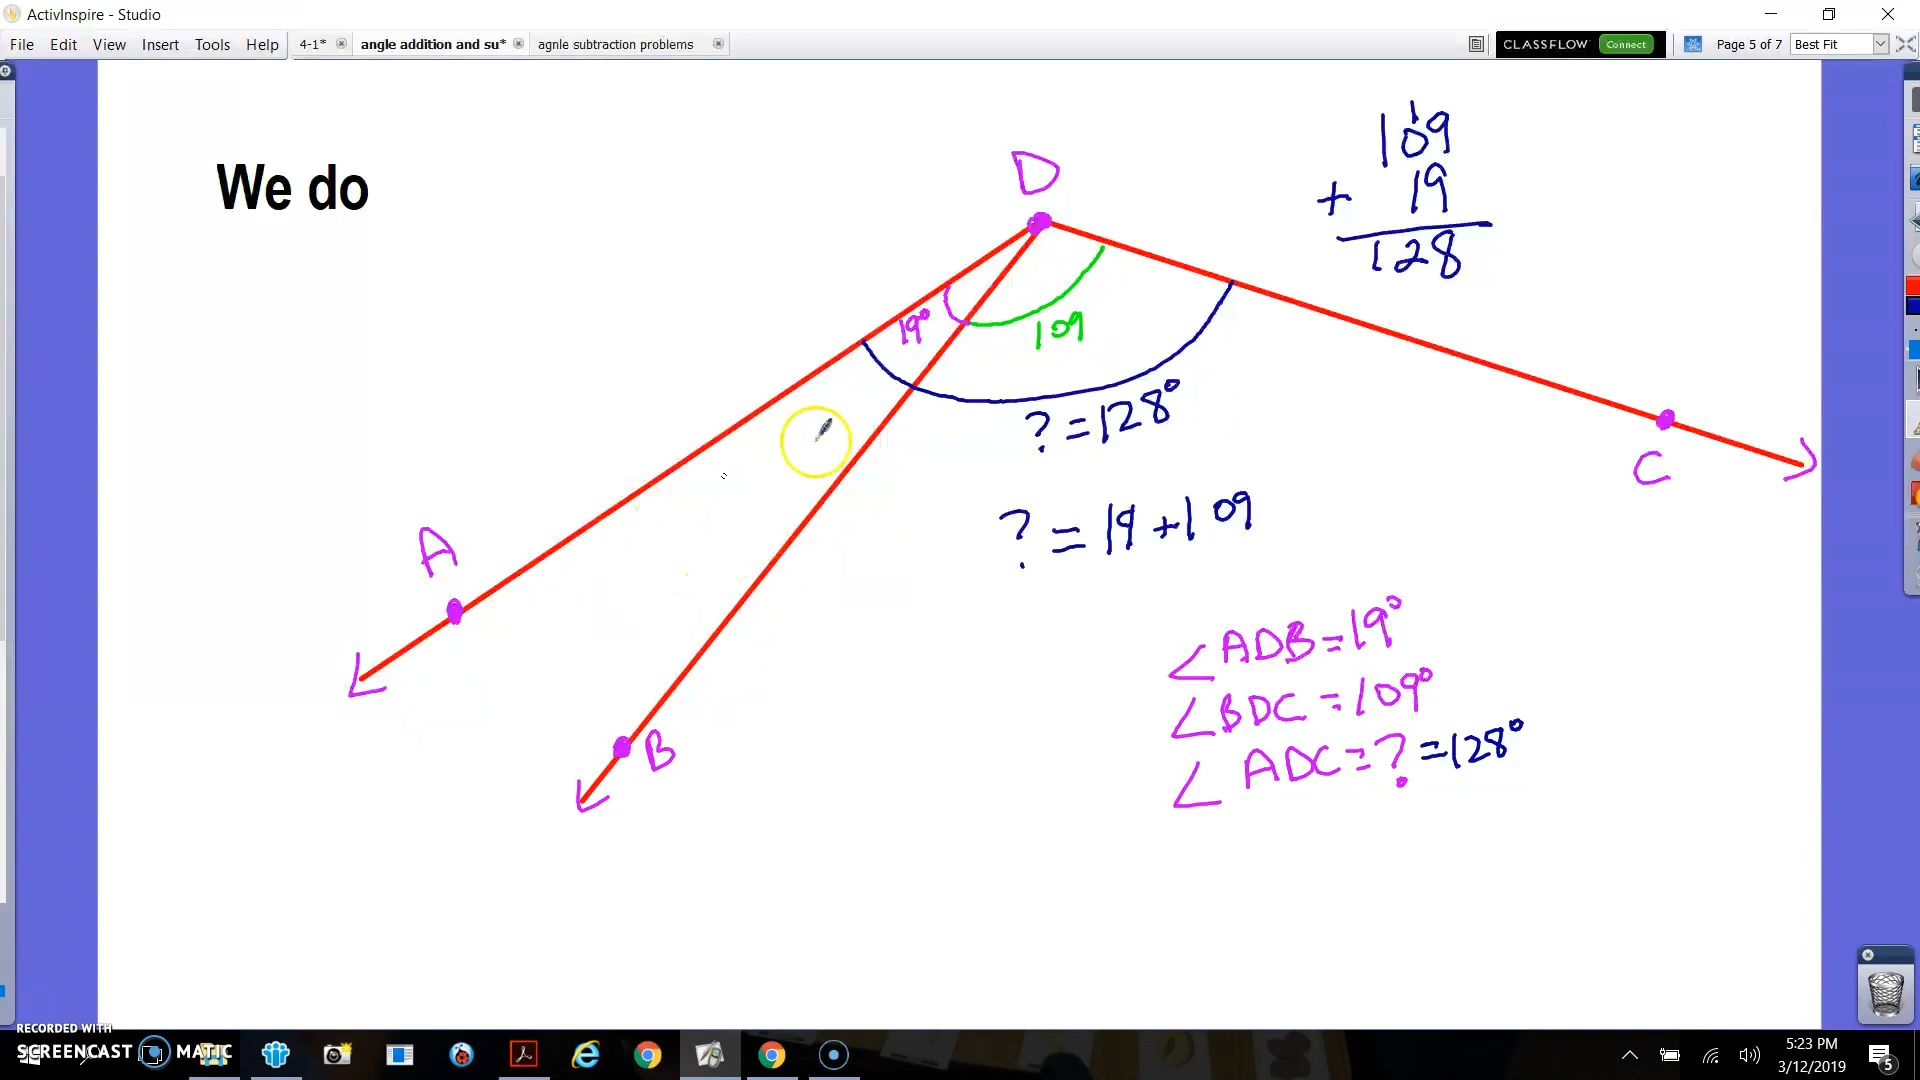 ActivInspire - Studio
File Edit View Insert Tools Help 4-1* angle addition and su* agnle subtraction problems CLASSFLOW Connect Page 5 of 7 Best Fit
We do
D
1
109
+ 19
128
19°
109
? = 128°
C
? = 19 + 109
A
B
∠ADB = 19°
∠BDC = 109°
∠ADC = ? = 128°
RECORDED WITH
SCREENCAST MATIC
5:23 PM
3/12/2019
5